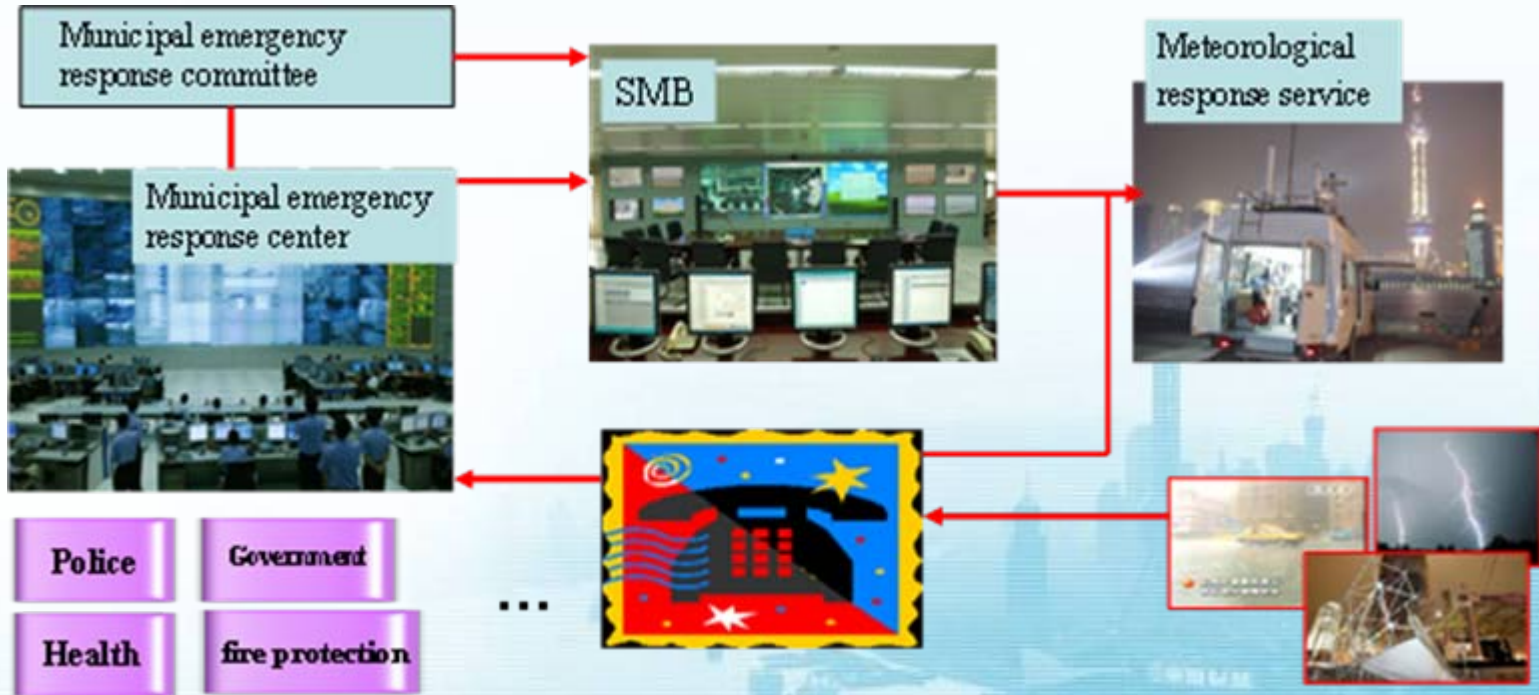 Municipal emergency
response committee
SMB
Meteorological
response service
Municipal emergency
response center
Police
Government
...
Health
fire protection